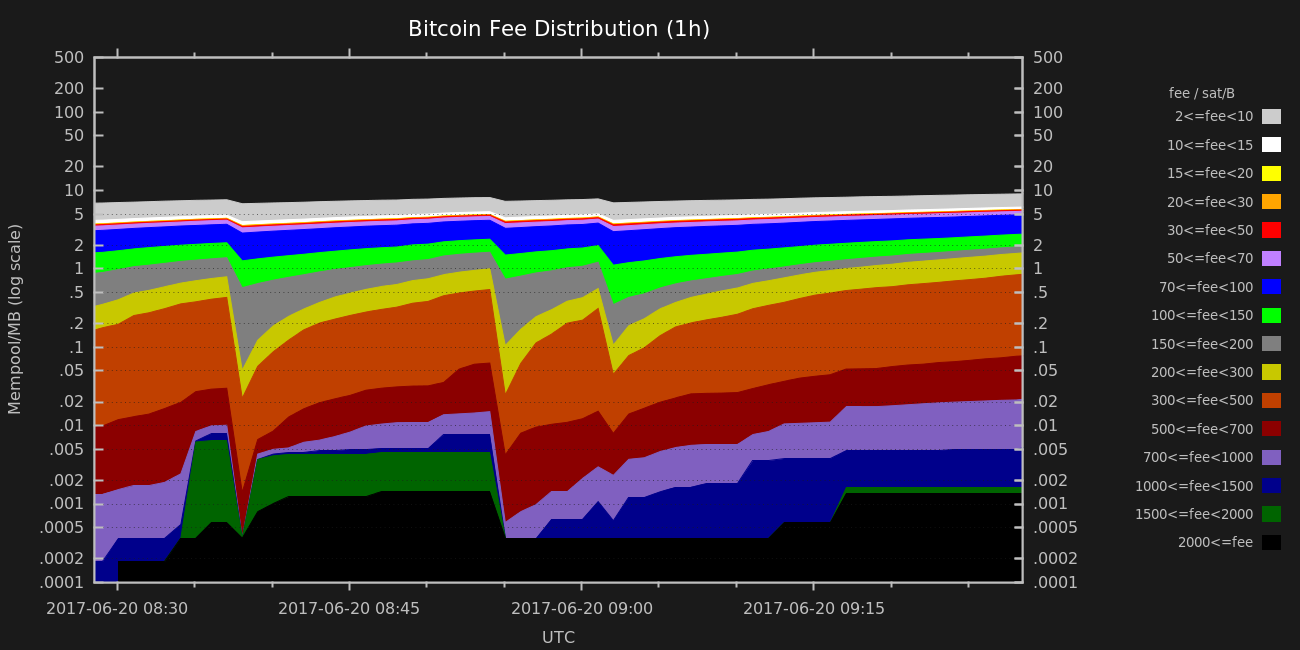 Bitcoin Fee Distribution (1h)
500
200
100
50
20
10
5
2
1
.5
.2
.1
.05
.02
.01
.005
.002
.001
.0005
.0002
.0001
Mempool/MB (log scale)
500
200
100
50
20
10
5
2
1
.5
.2
.1
.05
.02
.01
.005
.002
.001
.0005
.0002
.0001
2017-06-20 08:30 2017-06-20 08:45 2017-06-20 09:00 2017-06-20 09:15
UTC
fee / sat/B
2<=fee<10
10<=fee<15
15<=fee<20
20<=fee<30
30<=fee<50
50<=fee<70
70<=fee<100
100<=fee<150
150<=fee<200
200<=fee<300
300<=fee<500
500<=fee<700
700<=fee<1000
1000<=fee<1500
1500<=fee<2000
2000<=fee